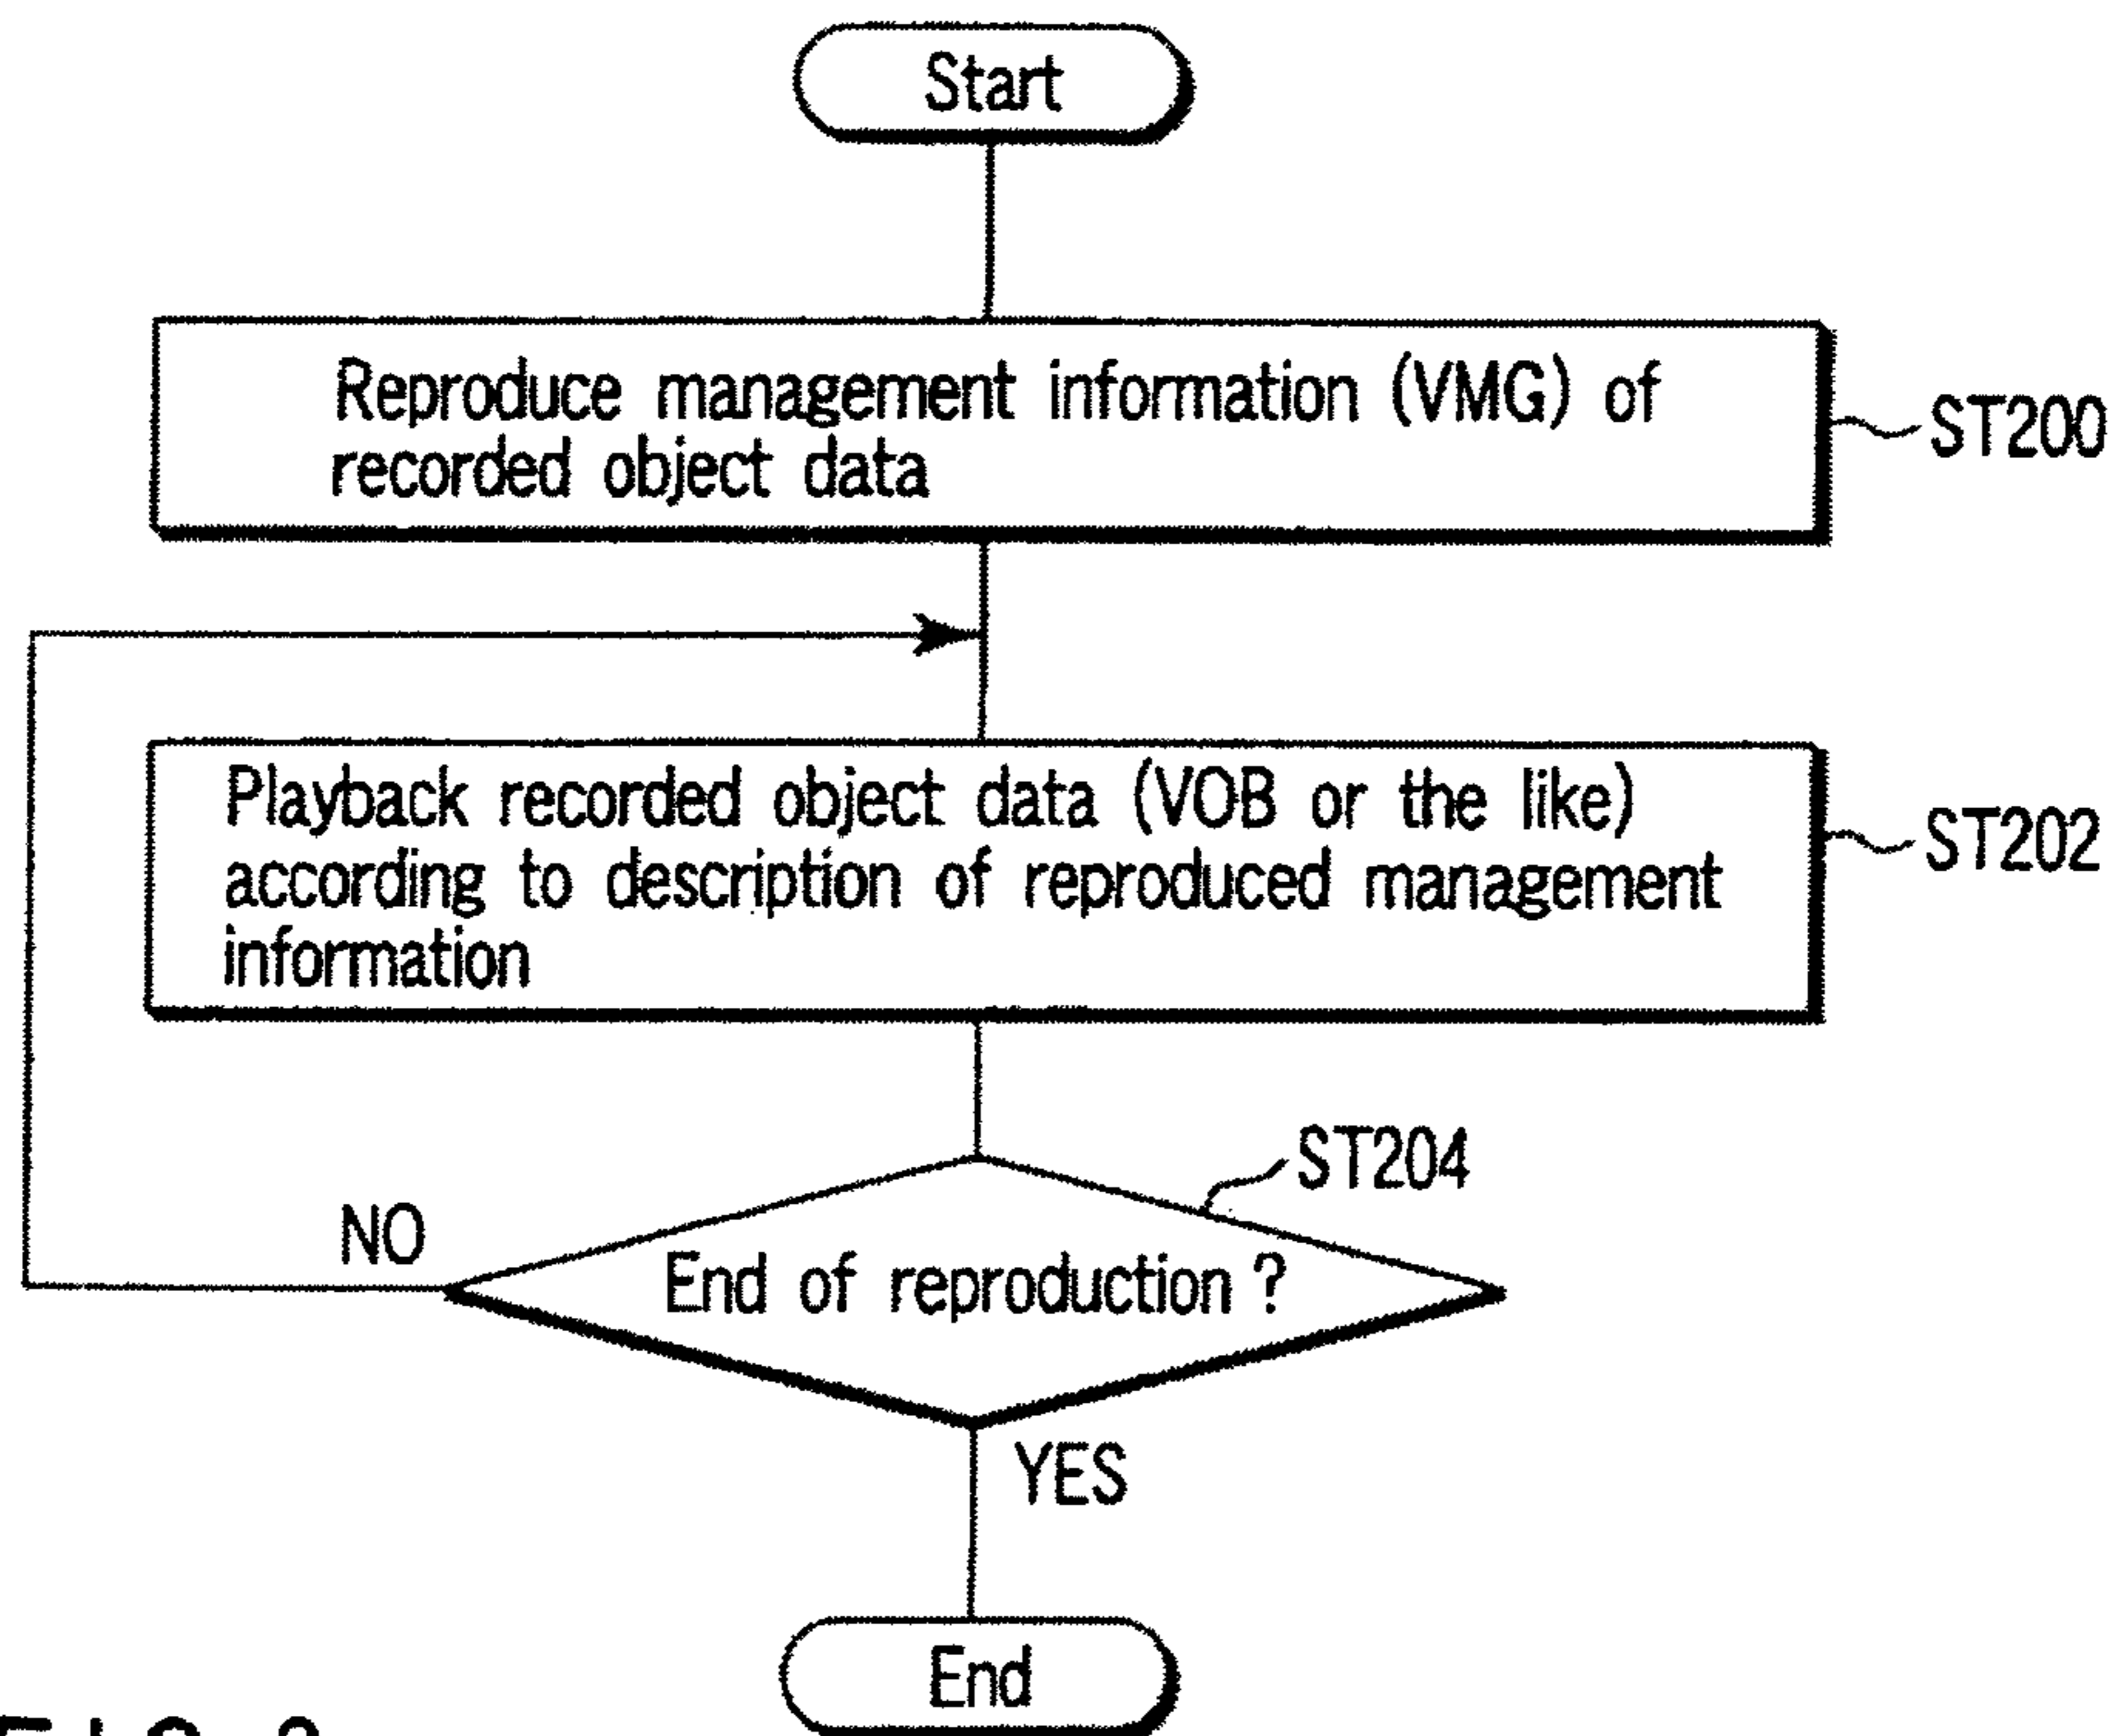 Start
Reproduce management information (VMG) of
recorded object data
ST200
Playback recorded object data (VOB or the like)
according to description of reproduced management
information
ST202
ST204
NO
End of reproduction ?
YES
End